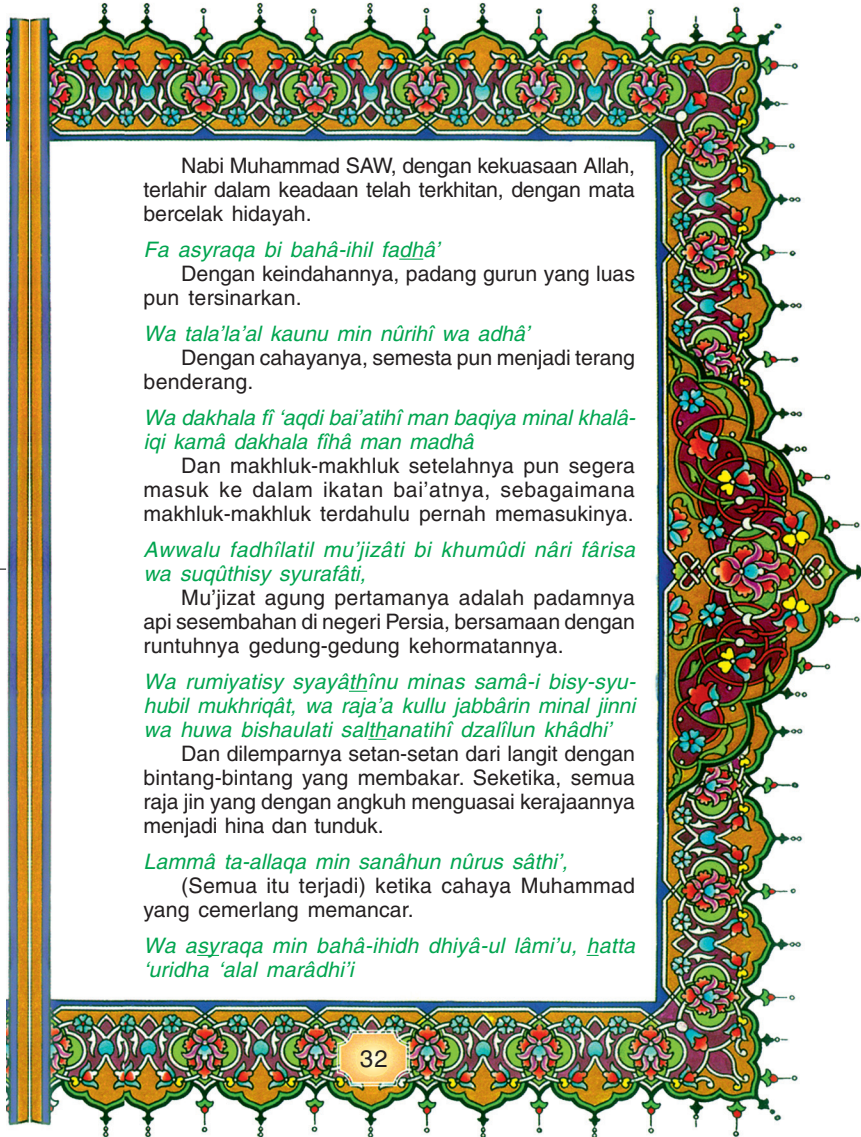 Nabi Muhammad SAW, dengan kekuasaan Allah,
terlahir dalam keadaan telah terkhitan, dengan mata
bercelak hidayah.
Fa asyraqa bi bahâ-ihil fadhâ’
Dengan keindahannya, padang gurun yang luas
pun tersinarkan.
Wa tala’la’al kaunu min nûrihî wa adhâ’
Dengan cahayanya, semesta pun menjadi terang
benderang.
Wa dakhala fî ‘aqdi bai’atihî man baqiya minal khalâ-
iqi kamâ dakhala fîhâ man madhâ
Dan makhluk-makhluk setelahnya pun segera
masuk ke dalam ikatan bai’atnya, sebagaimana
makhluk-makhluk terdahulu pernah memasukinya.
Awwalu fadhîlatil mu’jizâti bi khumûdi nâri fârisa
wa suqûthisy syurafâti,
Mu’jizat agung pertamanya adalah padamnya
api sesembahan di negeri Persia, bersamaan dengan
runtuhnya gedung-gedung kehormatannya.
Wa rumiyatisy syayâthînu minas samâ-i bisy-syu-
hubil mukhriqât, wa raja’a kullu jabbârin minal jinni
wa huwa bishaulati salthanatihî dzalîlun khâdhi’
Dan dilemparnya setan-setan dari langit dengan
bintang-bintang yang membakar. Seketika, semua
raja jin yang dengan angkuh menguasai kerajaannya
menjadi hina dan tunduk.
Lammâ ta-allaqa min sanâhun nûrus sâthi’,
(Semua itu terjadi) ketika cahaya Muhammad
yang cemerlang memancar.
Wa asyraqa min bahâ-ihidh dhiyâ-ul lâmi’u, hatta
‘uridha ‘alal marâdhi’i
32